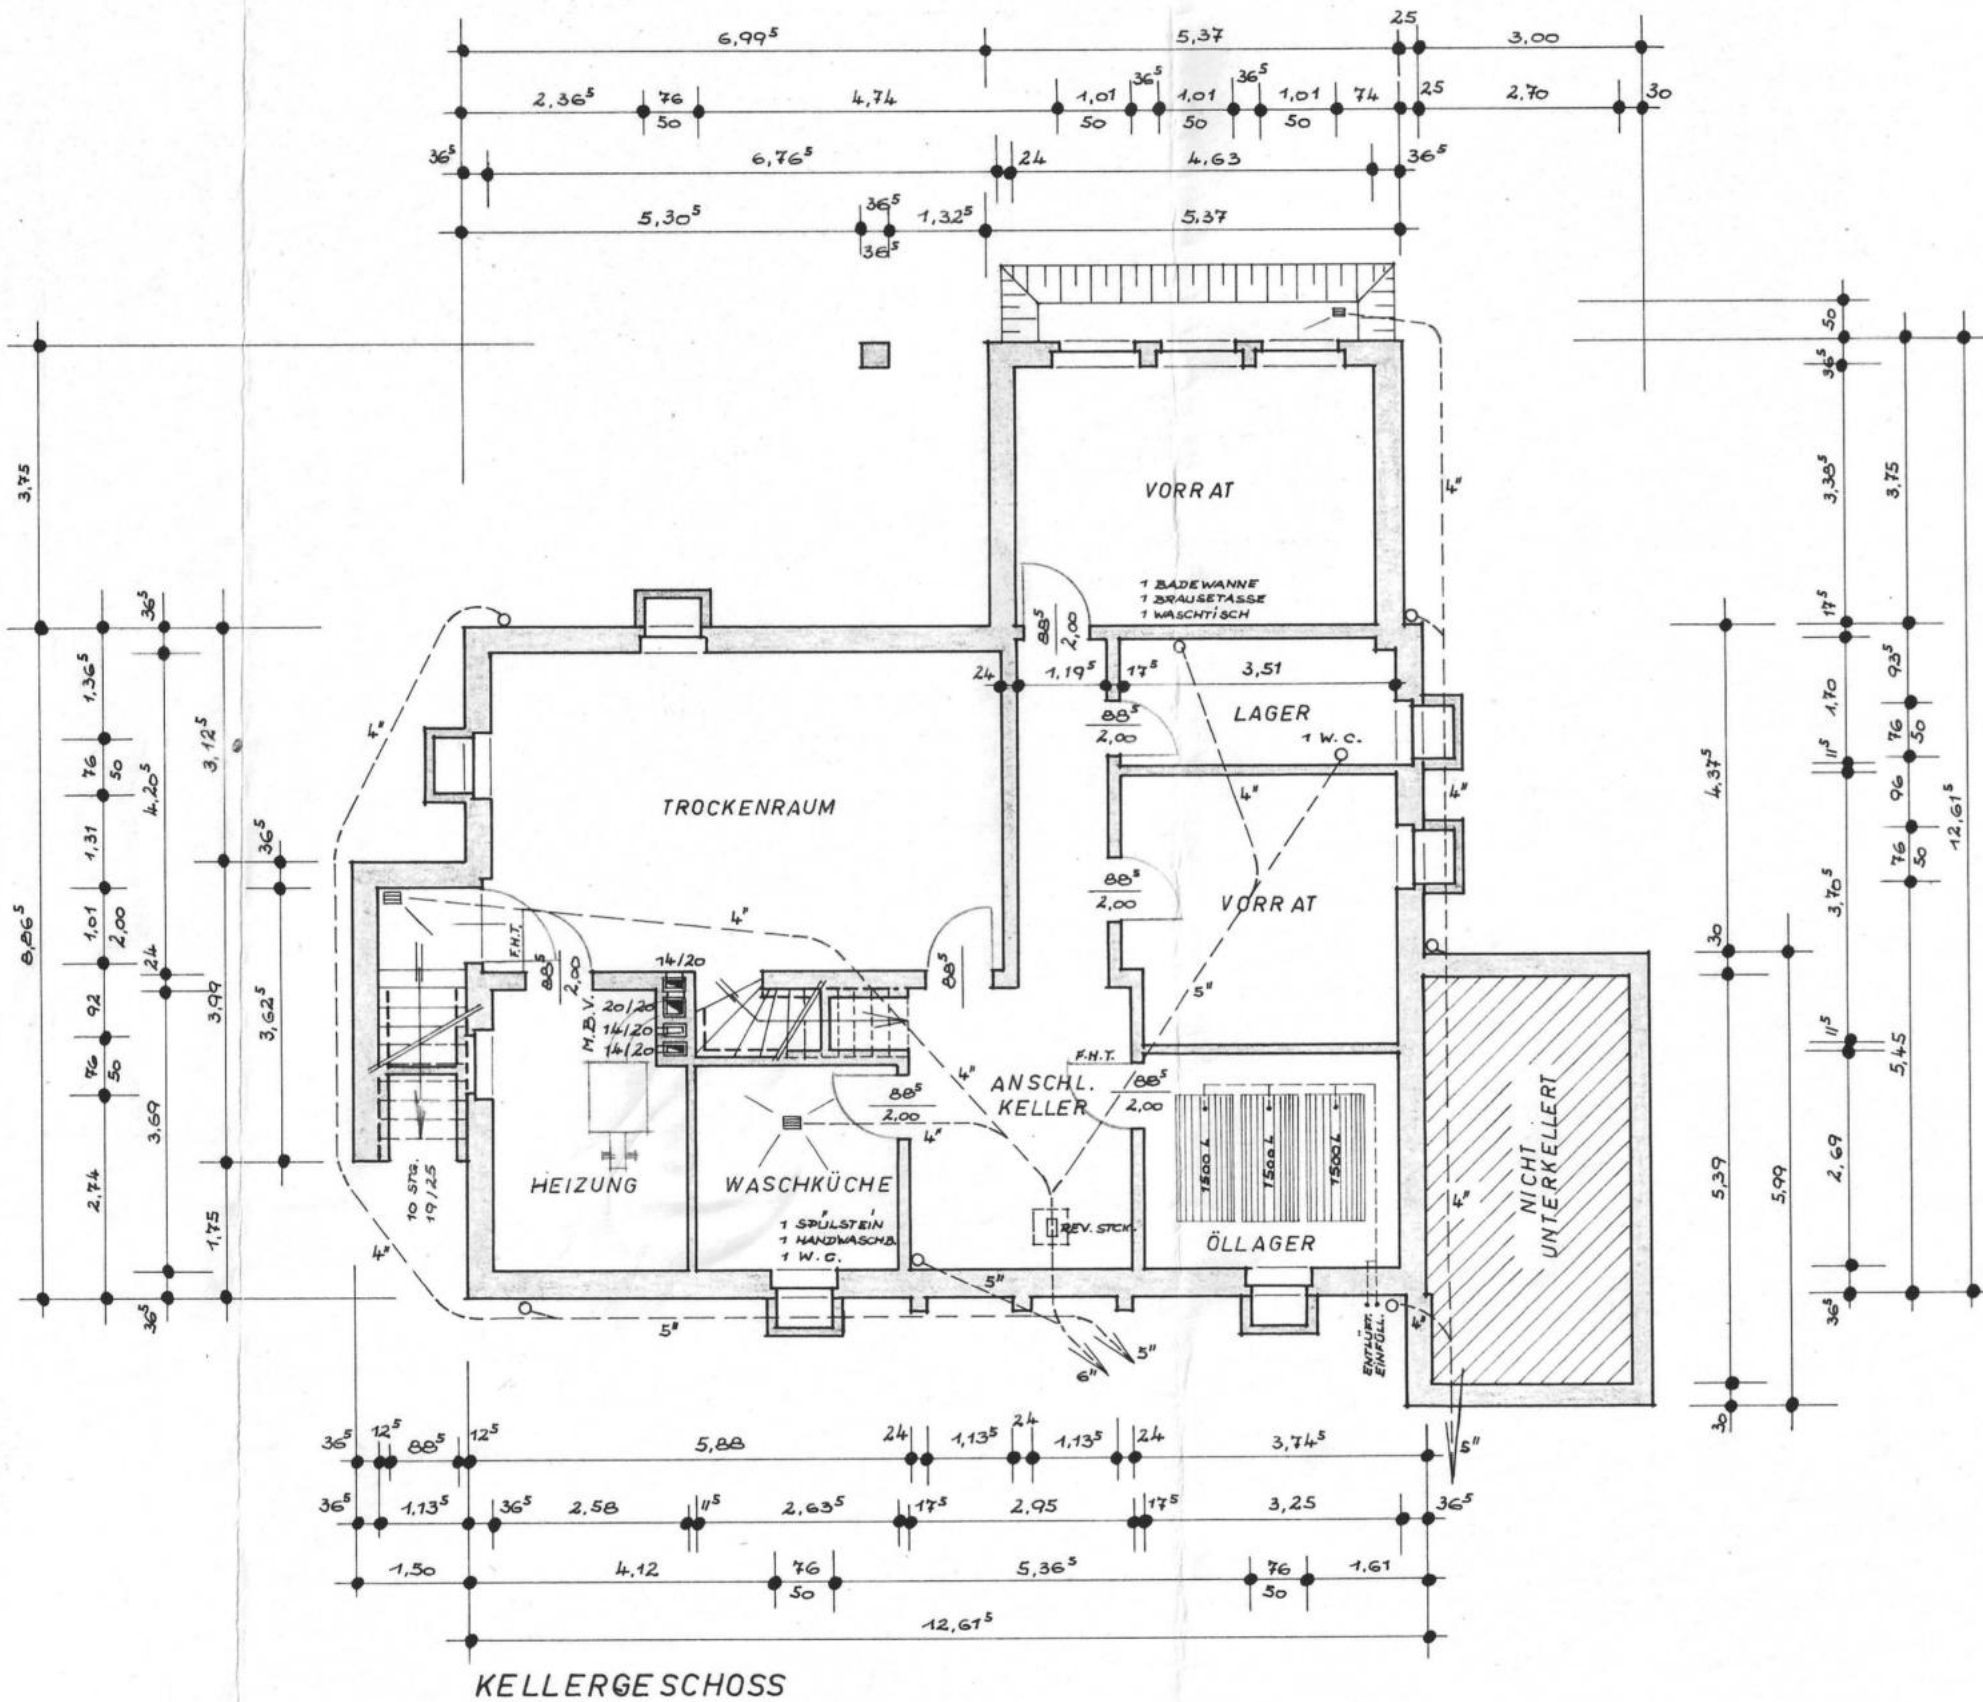 6,99⁵ 5,37 25 3,00
2,36⁵ 76 4,74 1,01 36⁵ 1,01 36⁵ 1,01 74 25 2,70 30
50 50 50 50
36⁵ 6,76⁵ 24 4,63 36⁵
5,30⁵ 36⁵ 1,32⁵ 5,37
36⁵
3,75
8,86⁵
1,36⁵
76
50
1,31
1,01
2,00
92
76
50
2,74
36⁵
4,20⁵
24
3,69
36⁵
3,12⁵
3,99
1,75
36⁵
3,62⁵
VORRAT
1 BADEWANNE
1 BRAUSETASSE
1 WASCHTISCH
88⁵
2,00
24 1,19⁵ 17⁵ 3,51
LAGER
88⁵
2,00
1 W.C.
4"
4"
4"
4"
TROCKENRAUM
88⁵
2,00
VORRAT
4"
F.H.T.
88⁵
2,00
88⁵
M.B.V.
14/20
20/20
14/20
14/20
5"
4"
ANSCHL.
KELLER
F.H.T.
88⁵
2,00
88⁵
2,00
4"
1500 L
1500 L
1500 L
ÖLLAGER
HEIZUNG
WASCHKÜCHE
1 SPÜLSTEIN
1 HANDWASCHB.
1 W.C.
REV. STCK.
10 STG.
19/25
4"
5"
5"
6"
5"
ENTLÜFT.
EINFÜLL.
4"
4"
5"
NICHT
UNTERKELLERT
50
36⁵
3,38⁵
17⁵
1,70
11⁵
3,70⁵
11⁵
2,69
36⁵
3,75
93⁵
76
50
96
76
50
5,45
12,61⁵
4,37⁵
30
5,39
30
5,99
36⁵ 12⁵ 88⁵ 12⁵ 5,88 24 1,13⁵ 24 1,13⁵ 24 3,74⁵
36⁵ 1,13⁵ 36⁵ 2,58 11⁵ 2,63⁵ 17⁵ 2,95 17⁵ 3,25 36⁵
1,50 4,12 76 5,36⁵ 76 1,61
50 50
12,61⁵
KELLERGESCHOSS